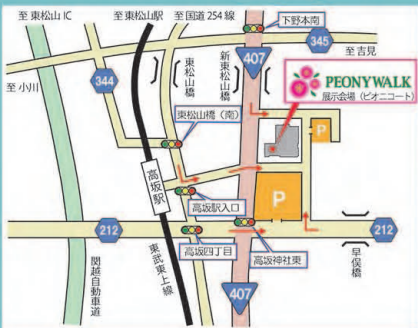 至 東松山IC
至 東松山駅
至 国道254線
下野本南
345
至 吉見
407
東松山橋
新東松山橋
344
至 小川
PEONYWALK
展示会場(ピオニコート)
東松山橋(南)
P
高坂駅
高坂駅入口
P
212
高坂四丁目
高坂神社東
212
早俣橋
関越自動車道
東武東上線
407